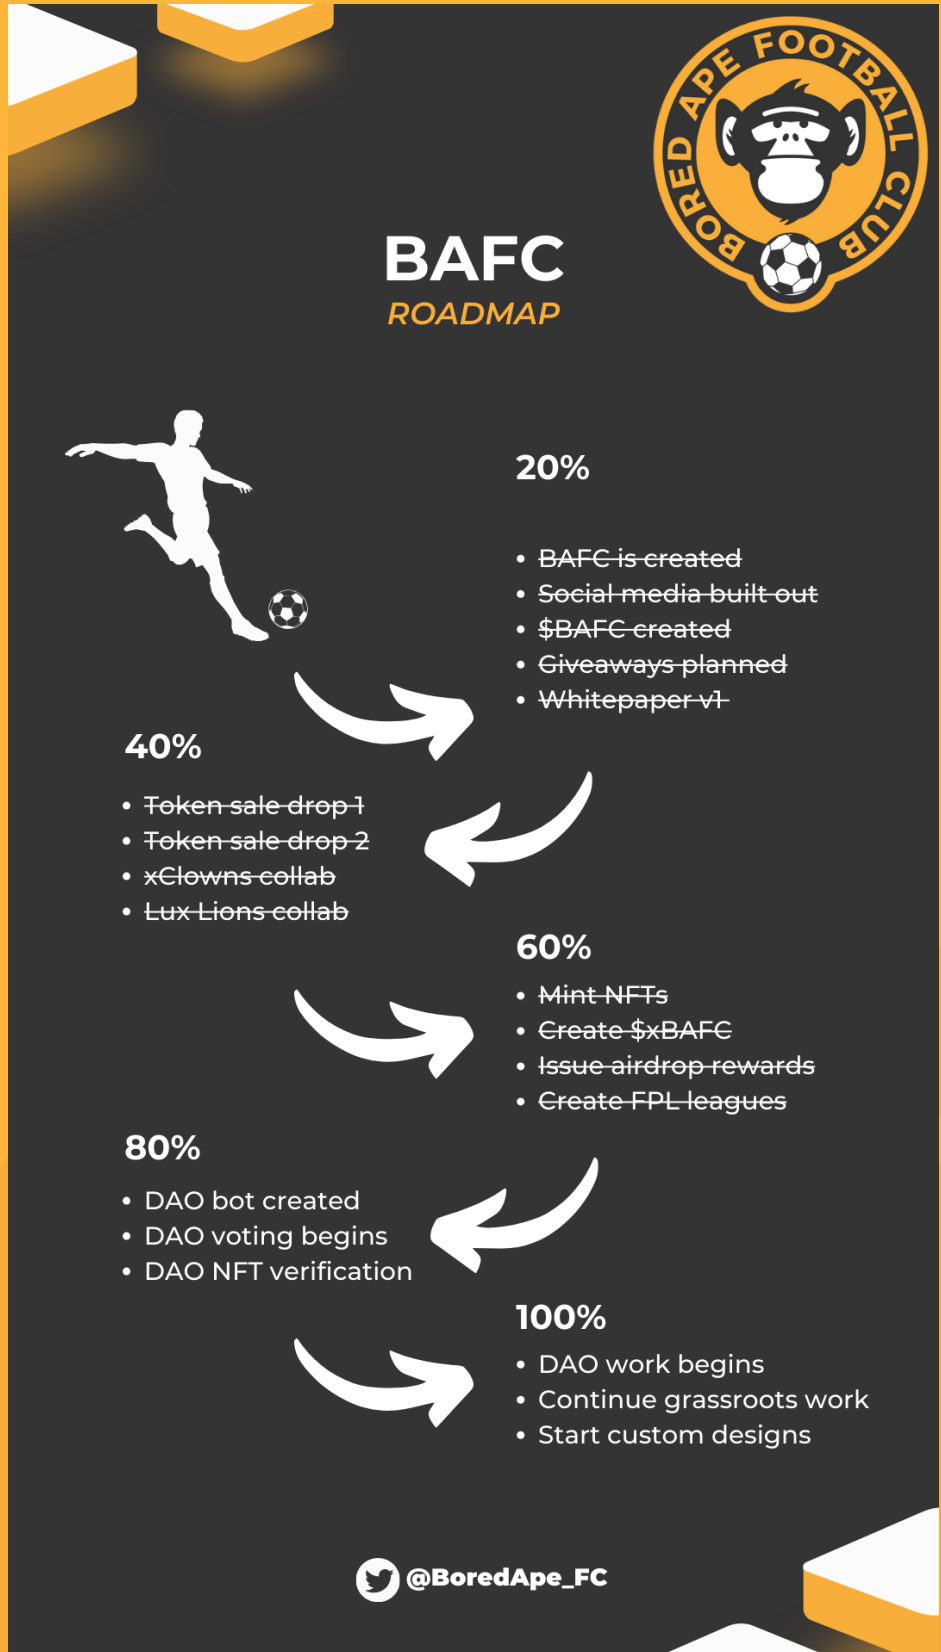 BORED APE FOOTBALL CLUB
BAFC
ROADMAP
20%
• BAFC is created
• Social media built out
• $BAFC created
• Giveaways planned
• Whitepaper v1
40%
• Token sale drop 1
• Token sale drop 2
• xClowns collab
• Lux Lions collab
60%
• Mint NFTs
• Create $xBAFC
• Issue airdrop rewards
• Create FPL leagues
80%
• DAO bot created
• DAO voting begins
• DAO NFT verification
100%
• DAO work begins
• Continue grassroots work
• Start custom designs
@BoredApe_FC